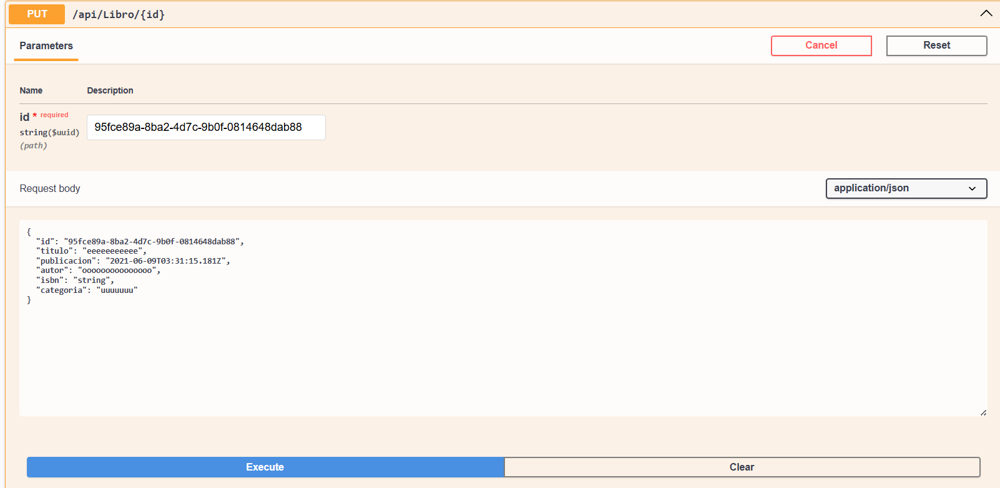 PUT /api/Libro/{id}
Parameters Cancel Reset
Name Description
id * required
95fce89a-8ba2-4d7c-9b0f-0814648dab88
string($uuid)
(path)
Request body application/json
{
"id": "95fce89a-8ba2-4d7c-9b0f-0814648dab88",
"titulo": "eeeeeeeeeee",
"publicacion": "2021-06-09T03:31:15.181Z",
"autor": "ooooooooooooooo",
"isbn": "string",
"categoria": "uuuuuuu"
}
Execute Clear